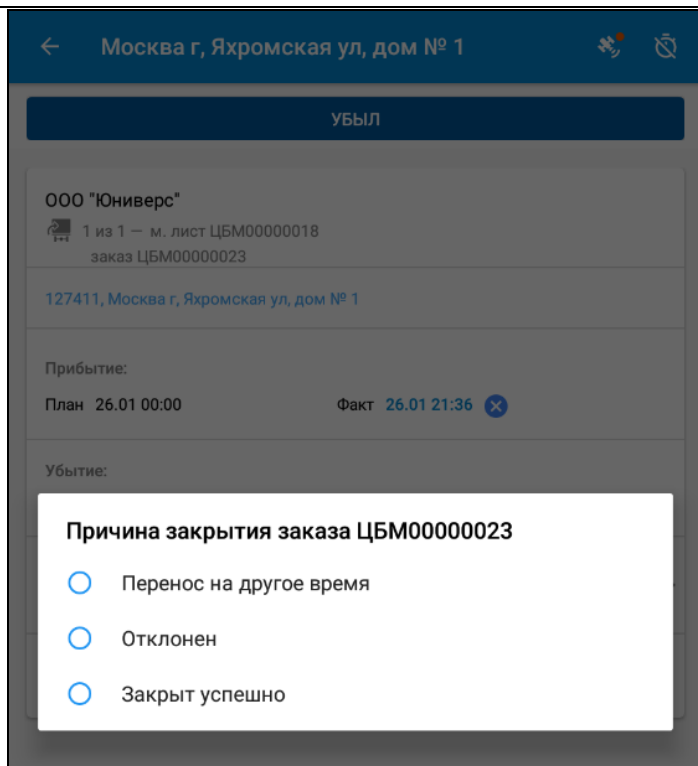 Москва г, Яхромская ул, дом № 1
УБЫЛ
ООО "Юниверс"
1 из 1 — м. лист ЦБМ00000018
заказ ЦБМ00000023
127411, Москва г, Яхромская ул, дом № 1
Прибытие:
План 26.01 00:00 Факт 26.01 21:36
Убытие:
Причина закрытия заказа ЦБМ00000023
Перенос на другое время
Отклонен
Закрыт успешно